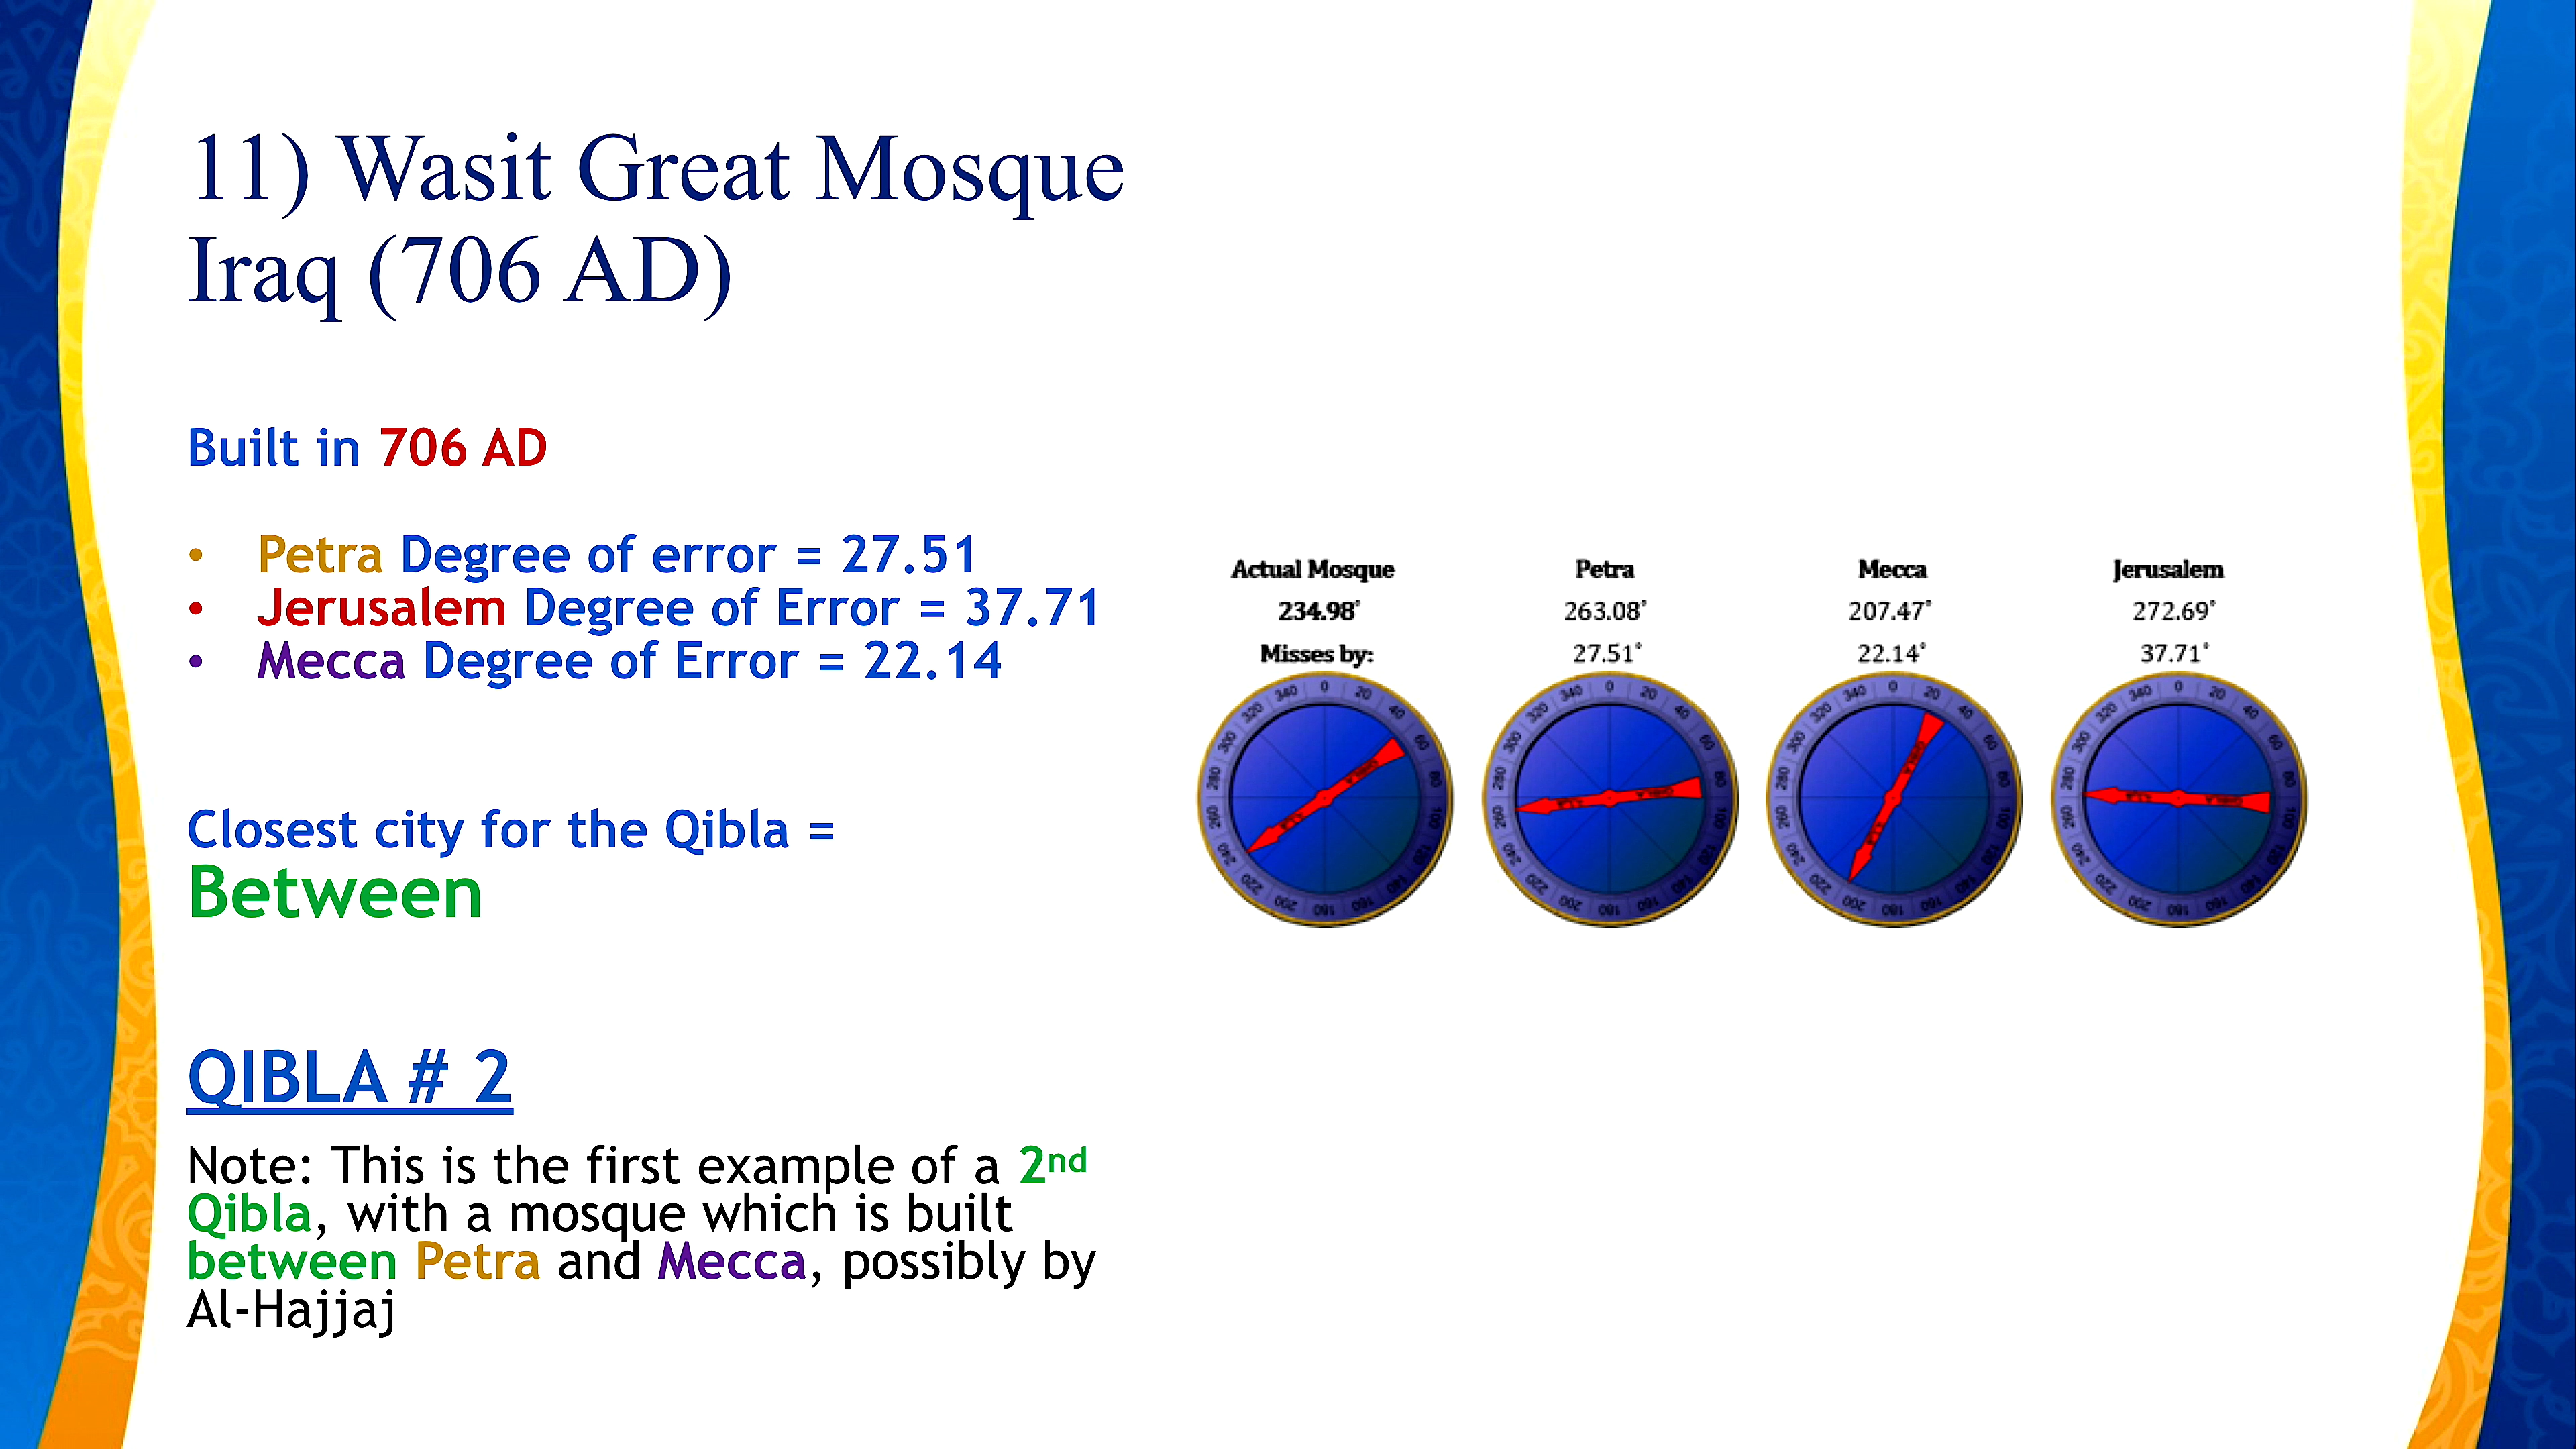 11) Wasit Great Mosque
Iraq (706 AD)
Built in 706 AD
• Petra Degree of error = 27.51
• Jerusalem Degree of Error = 37.71
• Mecca Degree of Error = 22.14
Closest city for the Qibla =
Between
QIBLA # 2
Note: This is the first example of a 2nd
Qibla, with a mosque which is built
between Petra and Mecca, possibly by
Al-Hajjaj
Actual Mosque Petra Mecca Jerusalem
234.98° 263.08° 207.47° 272.69°
Misses by: 27.51° 22.14° 37.71°